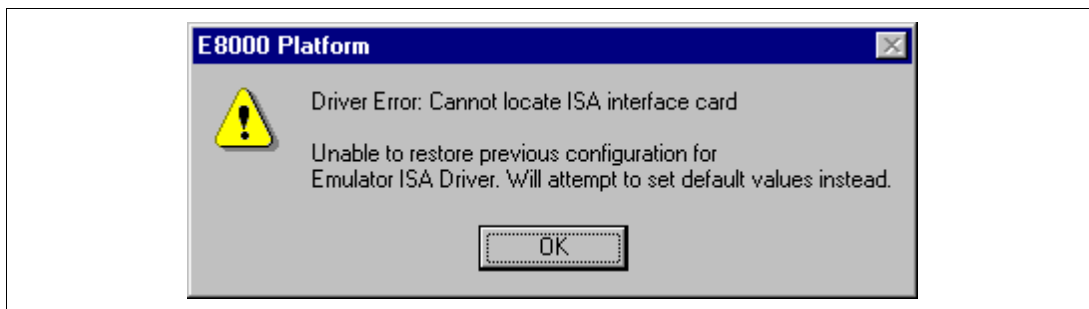 E8000 Platform
Driver Error: Cannot locate ISA interface card
Unable to restore previous configuration for
Emulator ISA Driver. Will attempt to set default values instead.
OK